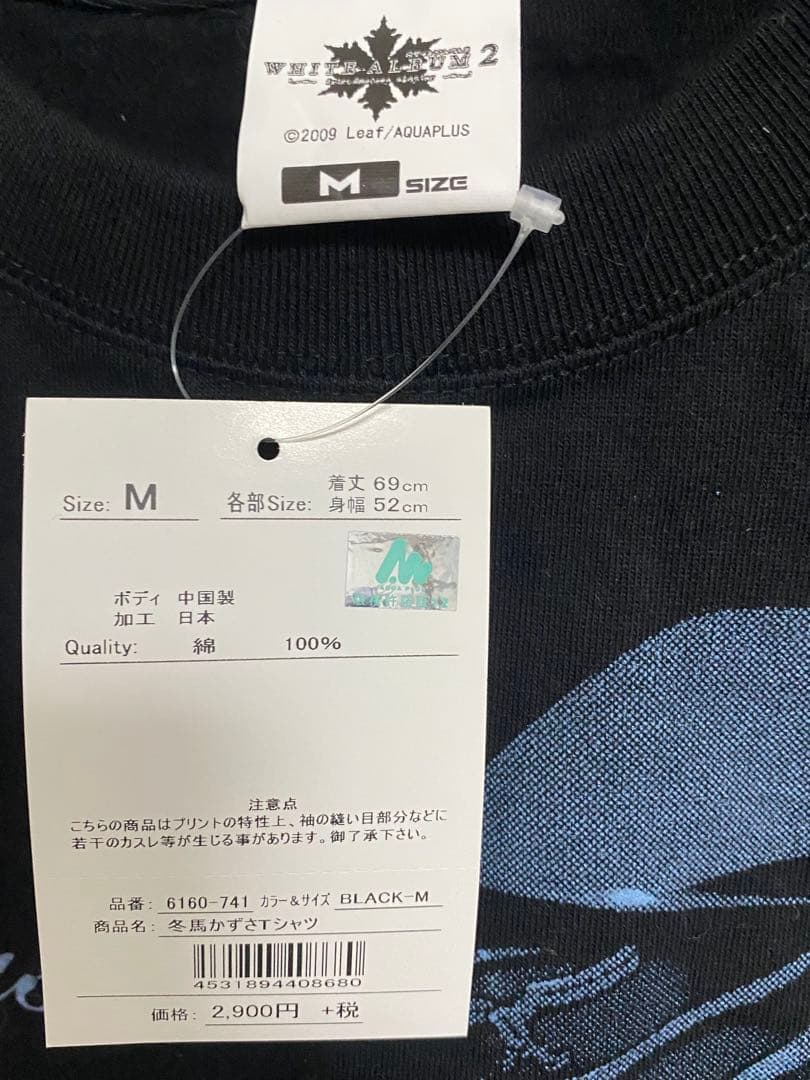 WHITE ALBUM 2
©2009 Leaf/AQUAPLUS
M SIZE
Size: M
各部Size: 着丈 69cm
身幅 52cm
ボディ 中国製
加工 日本
Quality: 綿 100%
AQUA PLUS
注意点
こちらの商品はプリントの特性上、袖の縫い目部分などに
若干のカスレ等が生じる事があります。御了承下さい。
品番: 6160-741 カラー&サイズ BLACK-M
商品名: 冬馬かずさTシャツ
4531894408680
価格: 2,900円 +税